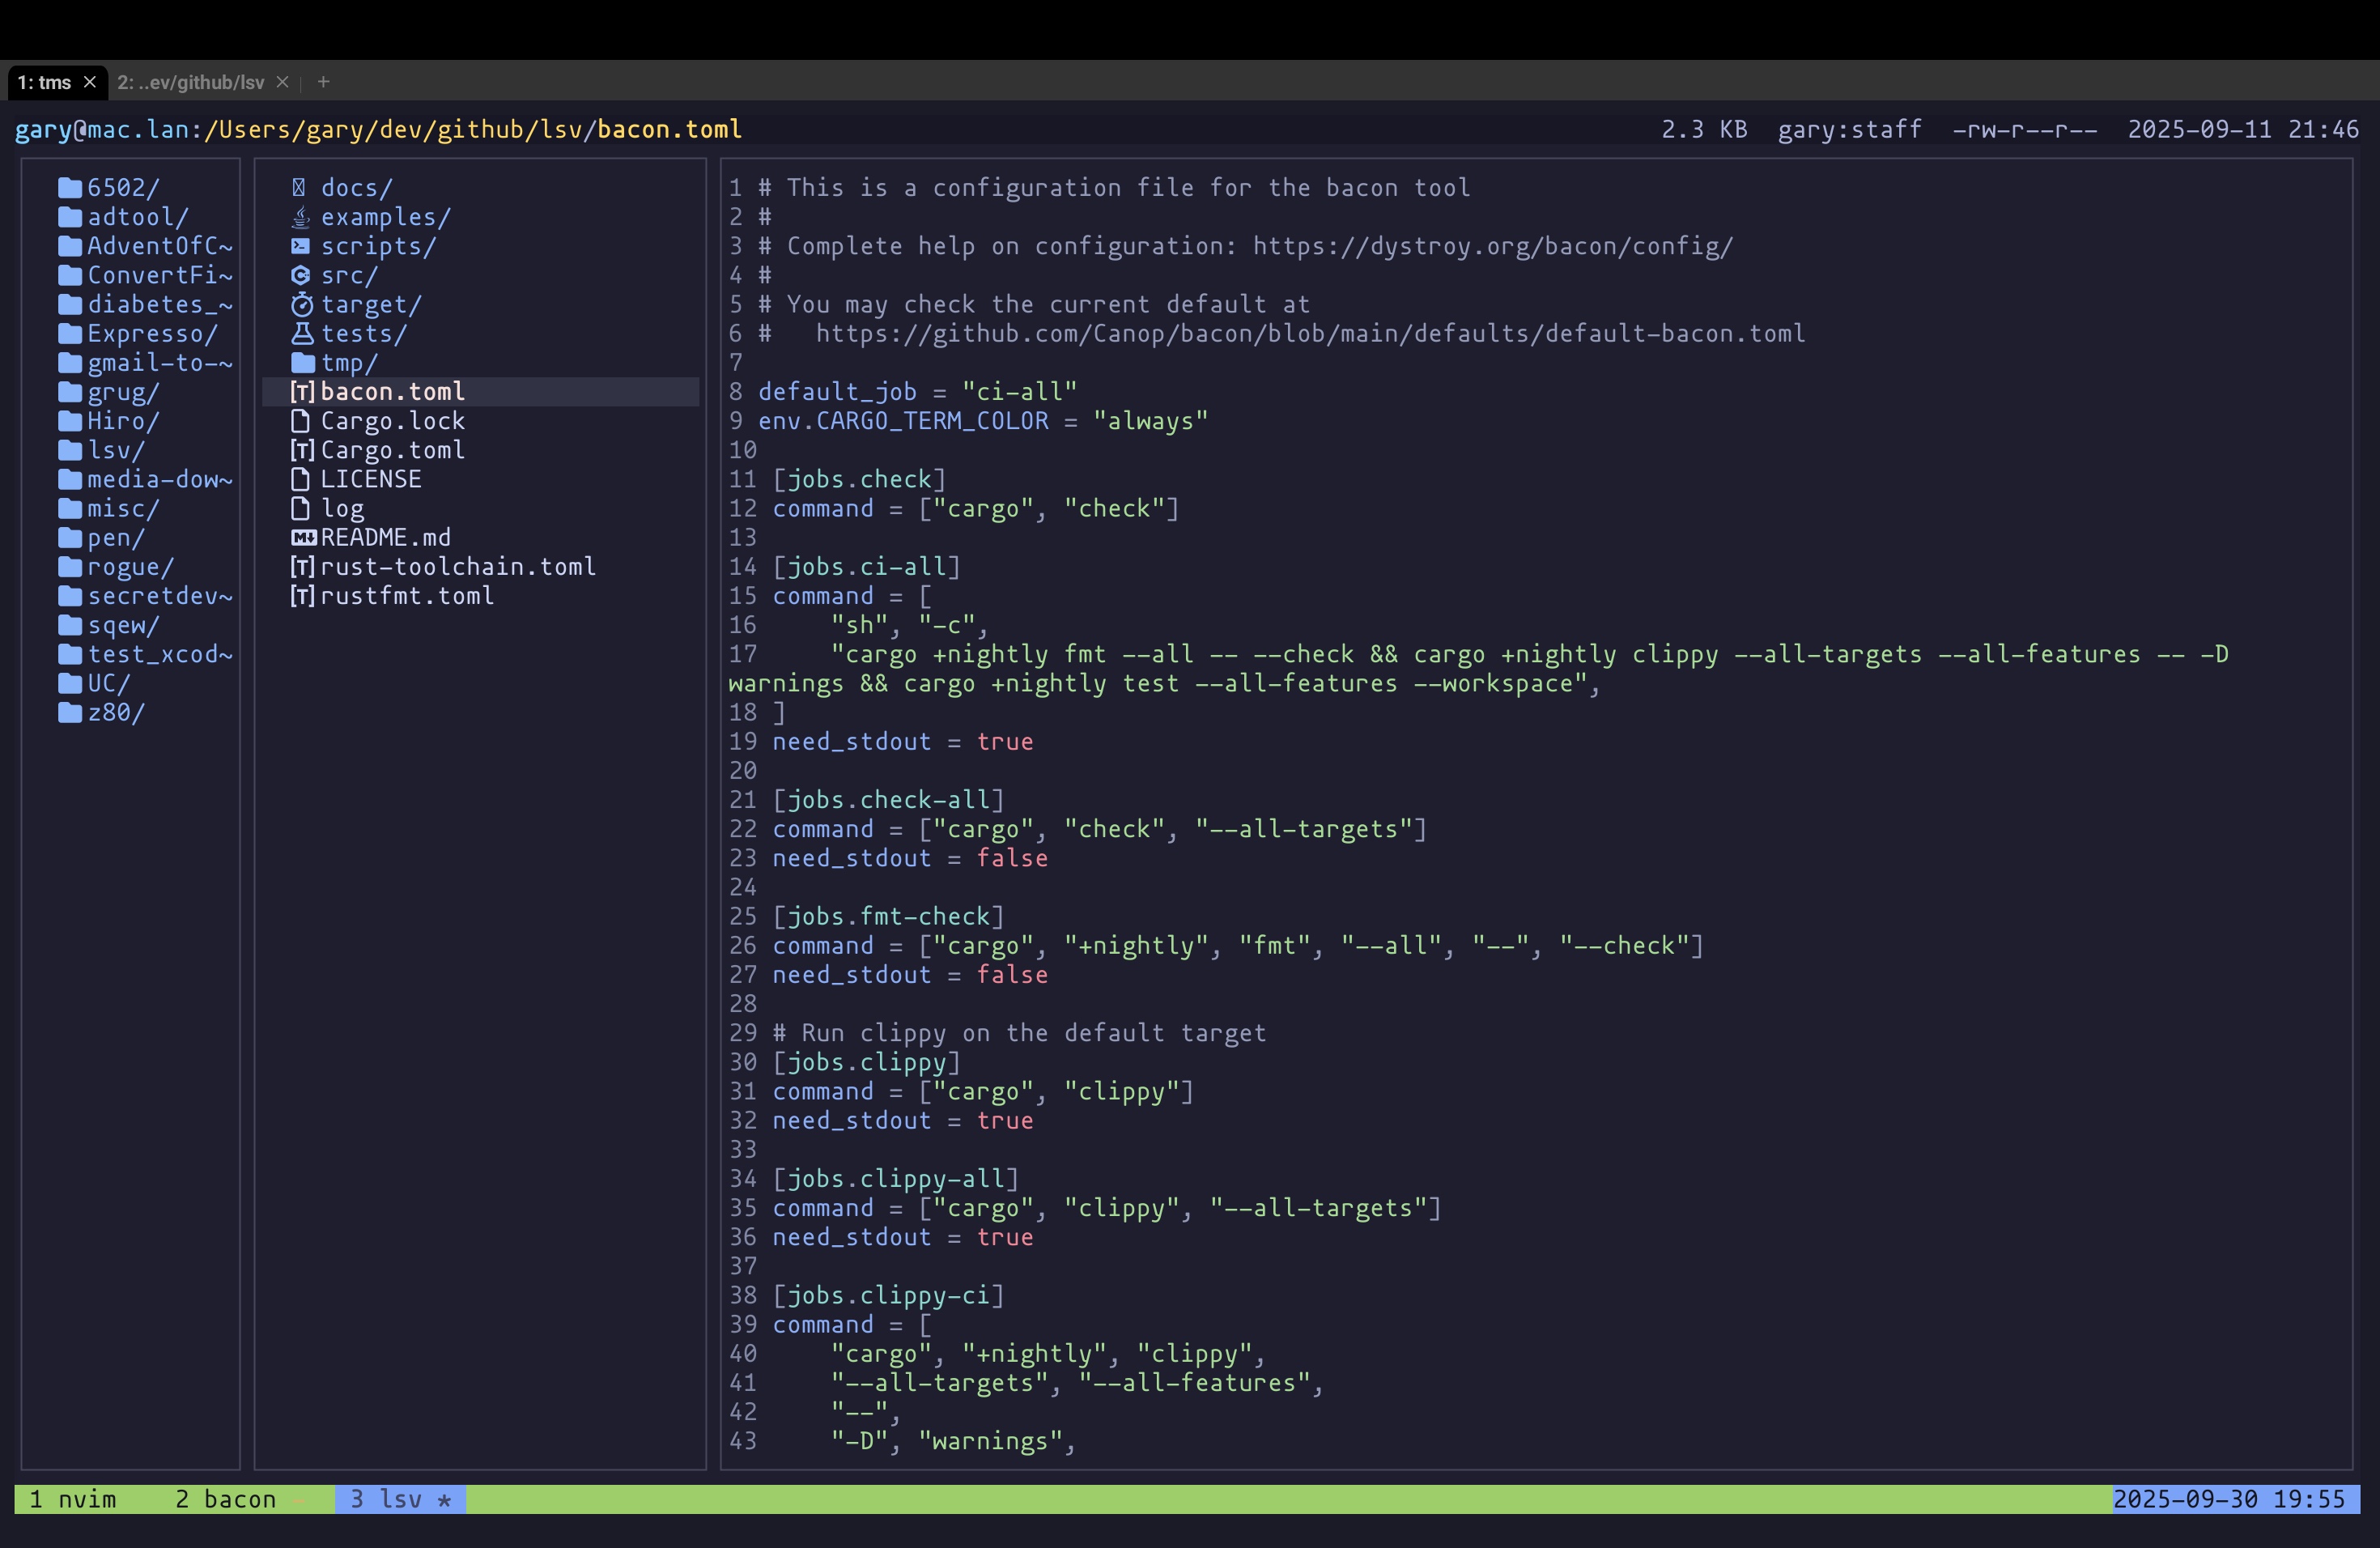 1: tms × 2: ..ev/github/lsv × +
gary@mac.lan:/Users/gary/dev/github/lsv/bacon.toml 2.3 KB gary:staff -rw-r--r-- 2025-09-11 21:46
6502/
adtool/
AdventOfC~
ConvertFi~
diabetes_~
Expresso/
gmail-to-~
grug/
Hiro/
lsv/
media-dow~
misc/
pen/
rogue/
secretdev~
sqew/
test_xcod~
UC/
z80/
docs/
examples/
scripts/
src/
target/
tests/
tmp/
[T] bacon.toml
Cargo.lock
[T] Cargo.toml
LICENSE
log
README.md
[T] rust-toolchain.toml
[T] rustfmt.toml
1 # This is a configuration file for the bacon tool
2 #
3 # Complete help on configuration: https://dystroy.org/bacon/config/
4 #
5 # You may check the current default at
6 #   https://github.com/Canop/bacon/blob/main/defaults/default-bacon.toml
7
8 default_job = "ci-all"
9 env.CARGO_TERM_COLOR = "always"
10
11 [jobs.check]
12 command = ["cargo", "check"]
13
14 [jobs.ci-all]
15 command = [
16     "sh", "-c",
17     "cargo +nightly fmt --all -- --check && cargo +nightly clippy --all-targets --all-features -- -D
warnings && cargo +nightly test --all-features --workspace",
18 ]
19 need_stdout = true
20
21 [jobs.check-all]
22 command = ["cargo", "check", "--all-targets"]
23 need_stdout = false
24
25 [jobs.fmt-check]
26 command = ["cargo", "+nightly", "fmt", "--all", "--", "--check"]
27 need_stdout = false
28
29 # Run clippy on the default target
30 [jobs.clippy]
31 command = ["cargo", "clippy"]
32 need_stdout = true
33
34 [jobs.clippy-all]
35 command = ["cargo", "clippy", "--all-targets"]
36 need_stdout = true
37
38 [jobs.clippy-ci]
39 command = [
40     "cargo", "+nightly", "clippy",
41     "--all-targets", "--all-features",
42     "--",
43     "-D", "warnings",
1 nvim 2 bacon - 3 lsv * 2025-09-30 19:55